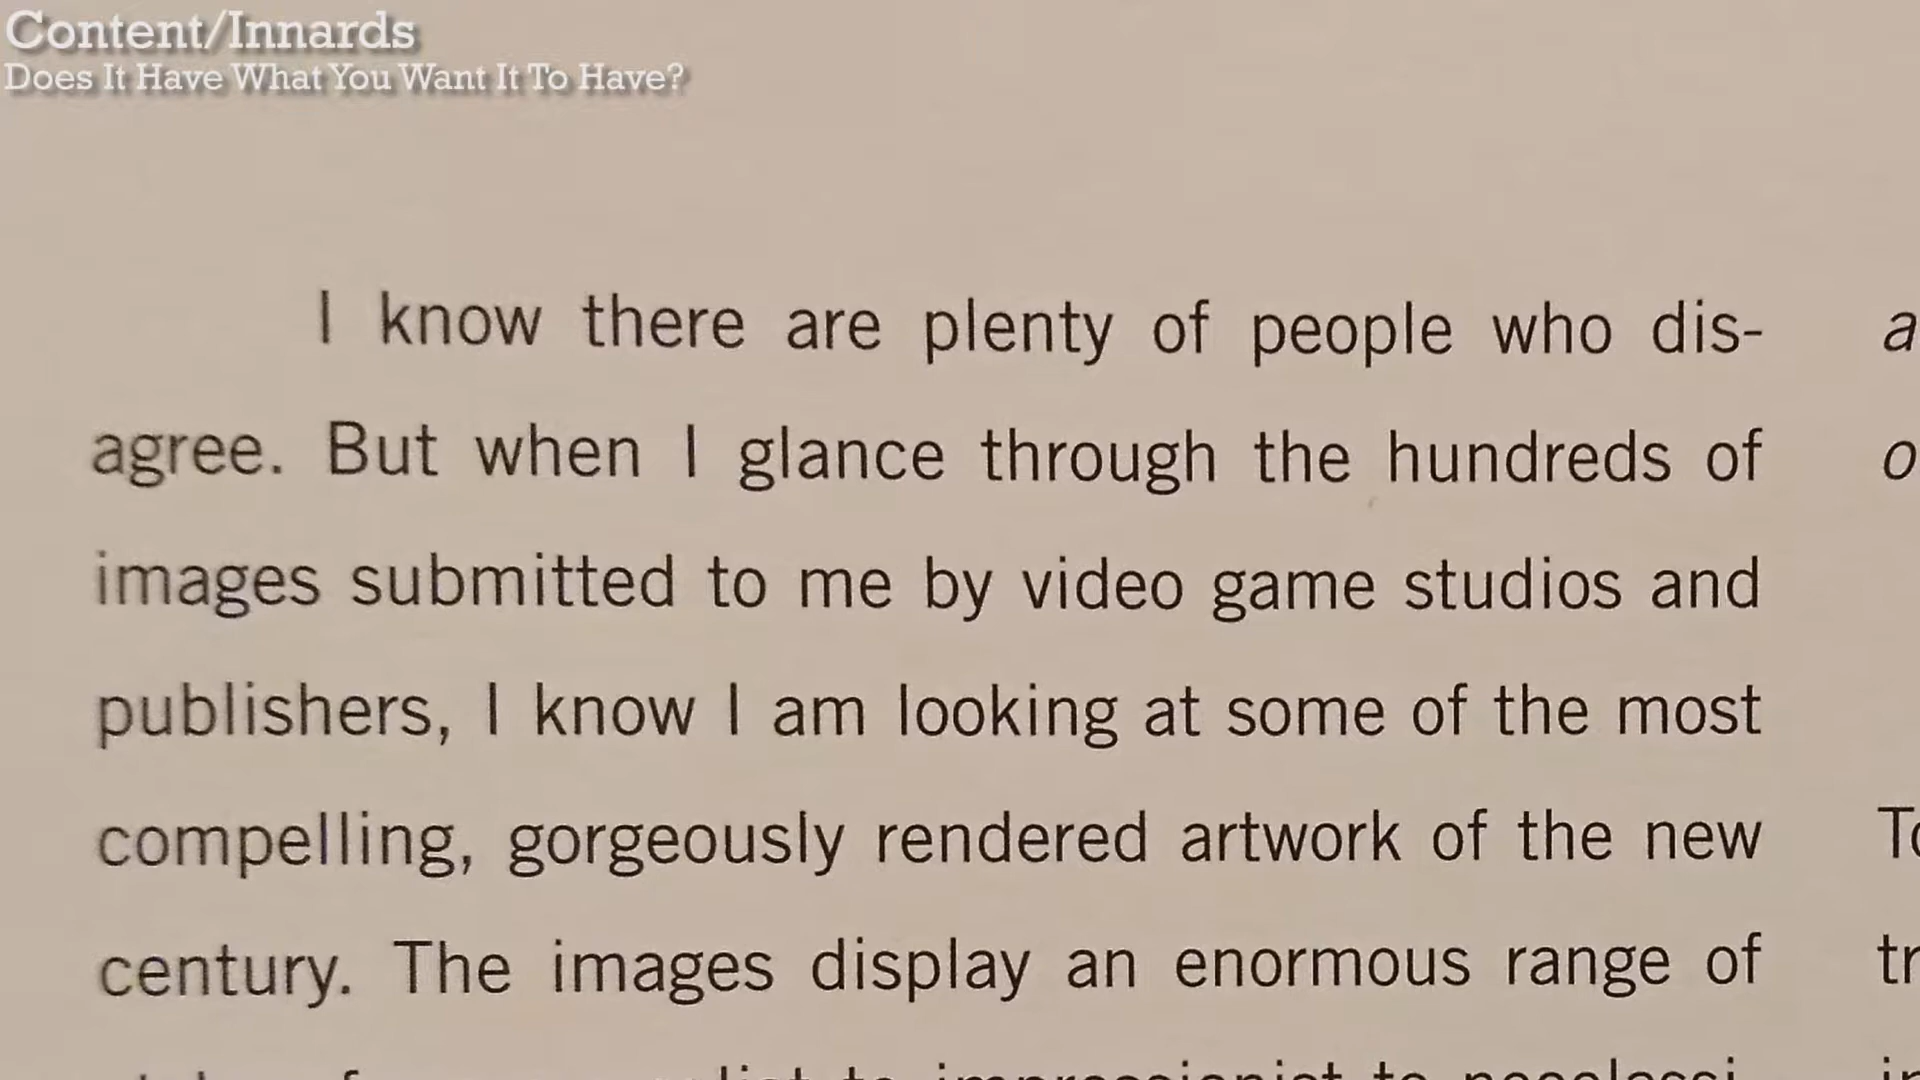 Content/Innards
Does It Have What You Want It To Have?
I know there are plenty of people who dis-
agree. But when I glance through the hundreds of
images submitted to me by video game studios and
publishers, I know I am looking at some of the most
compelling, gorgeously rendered artwork of the new
century. The images display an enormous range of
to impressionist to